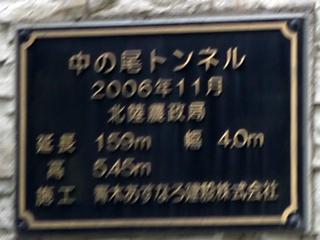 中の尾トンネル
2006年11月
北陸農政局
延長 159m 幅 4.0m
高 5.45m
施工 青木あすなろ建設株式会社